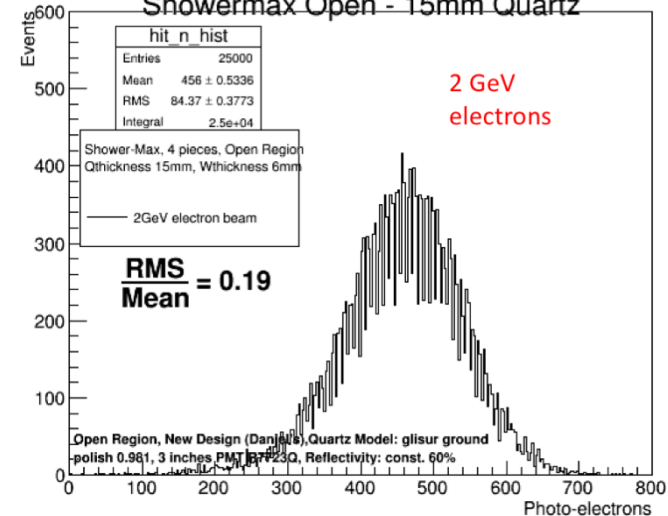 Showermax Open - 15mm Quartz
Events
600
500
400
300
200
100
0
hit_n_hist
Entries 25000
Mean 456 ± 0.5336
RMS 84.37 ± 0.3773
Integral 2.5e+04
Shower-Max, 4 pieces, Open Region
Qthickness 15mm, Wthickness 6mm
2GeV electron beam
2 GeV
electrons
RMS
Mean = 0.19
Open Region, New Design (Daniel's),Quartz Model: glisur ground
polish 0.981, 3 inches PMT, Reflectivity: const. 60%
0 100 200 300 400 500 600 700 800
Photo-electrons